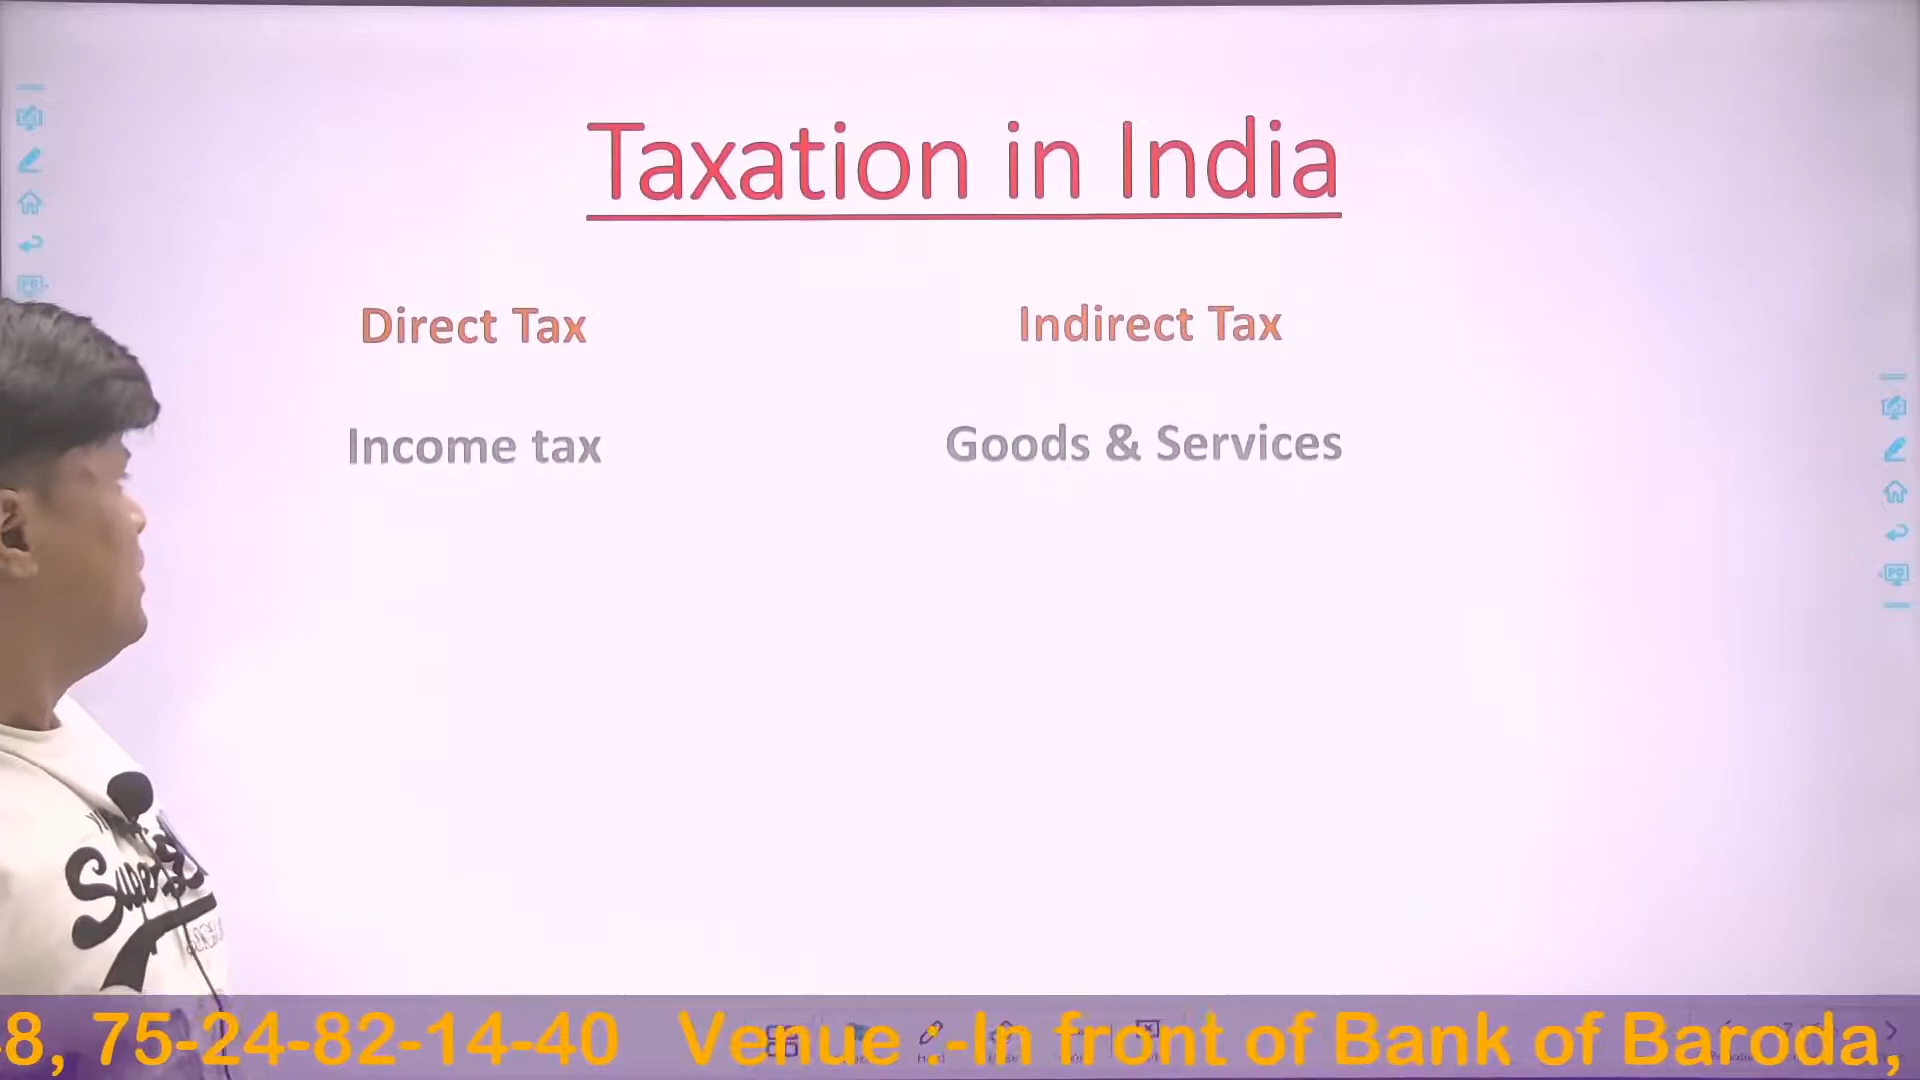 Taxation in India
Direct Tax
Indirect Tax
Income tax
Goods & Services
8, 75-24-82-14-40 Venue :-In front of Bank of Baroda,